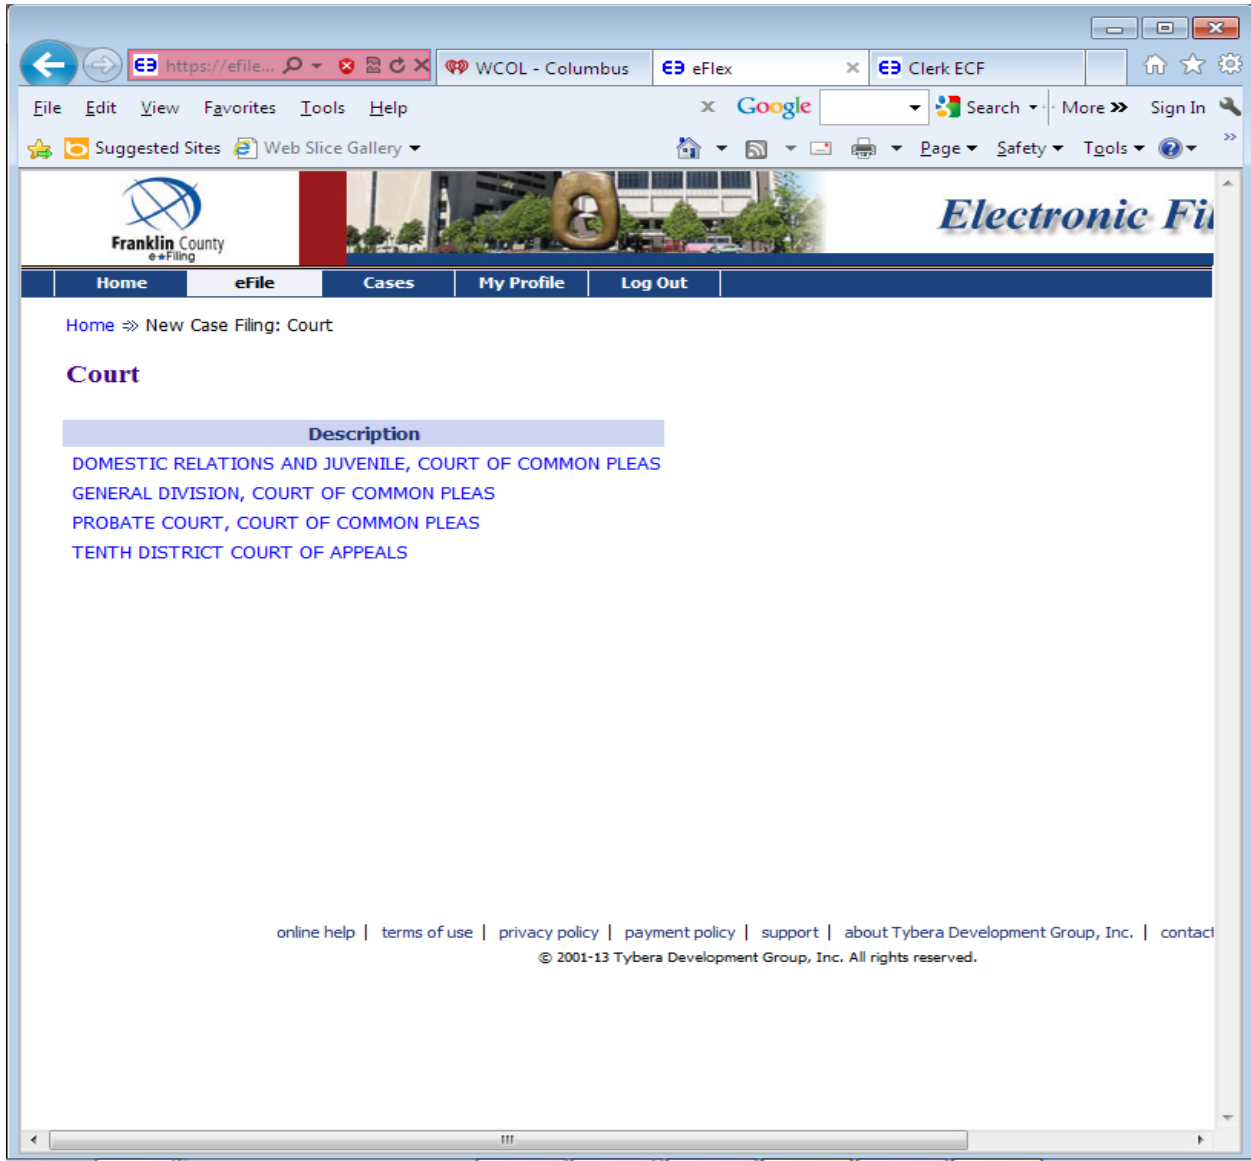 https://efile...
WCOL - Columbus
eFlex
Clerk ECF
File Edit View Favorites Tools Help
x Google Search More >> Sign In
Suggested Sites Web Slice Gallery
Page Safety Tools >>
Franklin County
e★Filing
Electronic Fil
Home eFile Cases My Profile Log Out
Home ⇒> New Case Filing: Court
Court
Description
DOMESTIC RELATIONS AND JUVENILE, COURT OF COMMON PLEAS
GENERAL DIVISION, COURT OF COMMON PLEAS
PROBATE COURT, COURT OF COMMON PLEAS
TENTH DISTRICT COURT OF APPEALS
online help | terms of use | privacy policy | payment policy | support | about Tybera Development Group, Inc. | contact
© 2001-13 Tybera Development Group, Inc. All rights reserved.